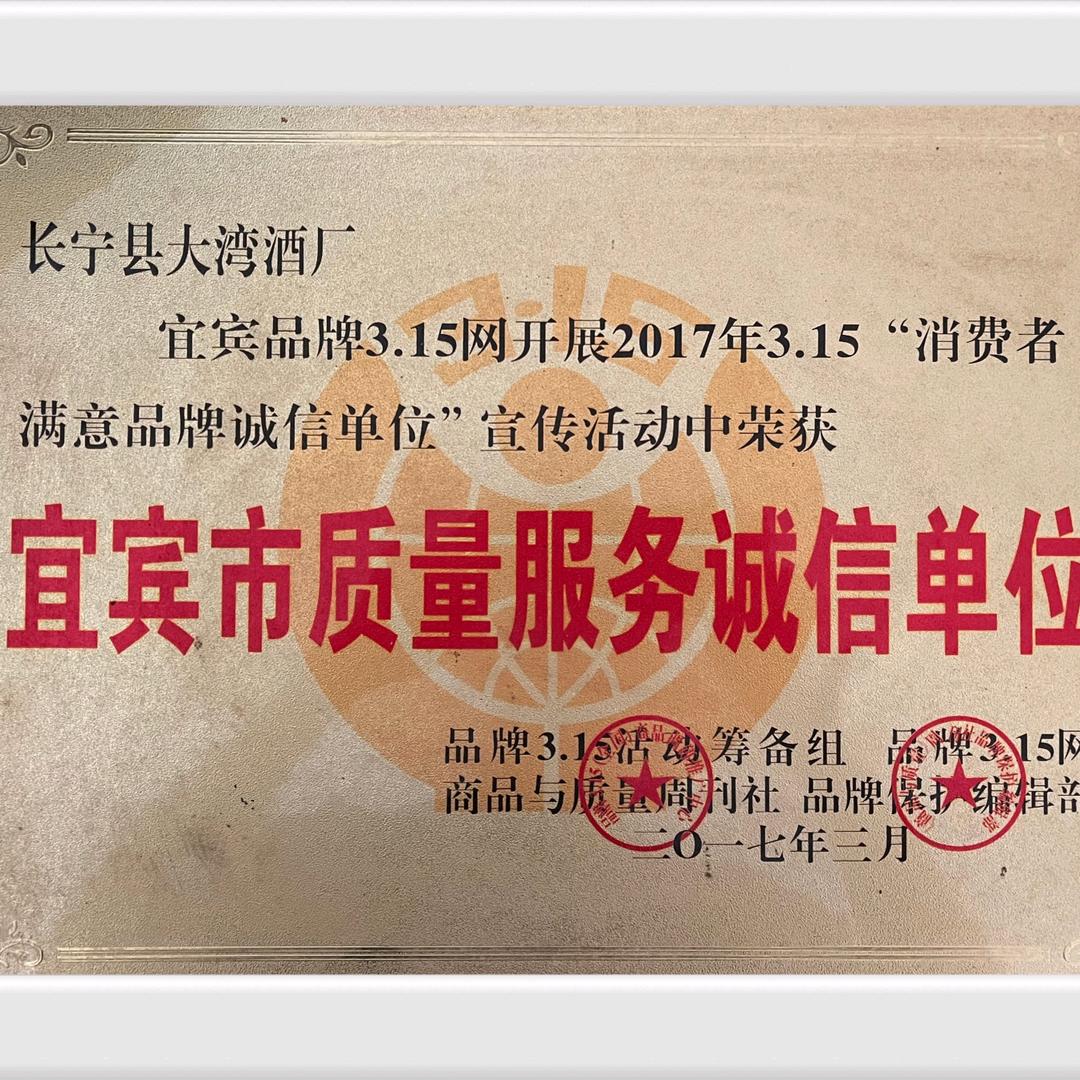 长宁县大湾酒厂
宜宾品牌3.15网开展2017年3.15“消费者
满意品牌诚信单位”宣传活动中荣获
宜宾市质量服务诚信单位
品牌3.15活动筹备组 品牌3.15网
商品与质量周刊社 品牌保护编辑部
二〇一七年三月